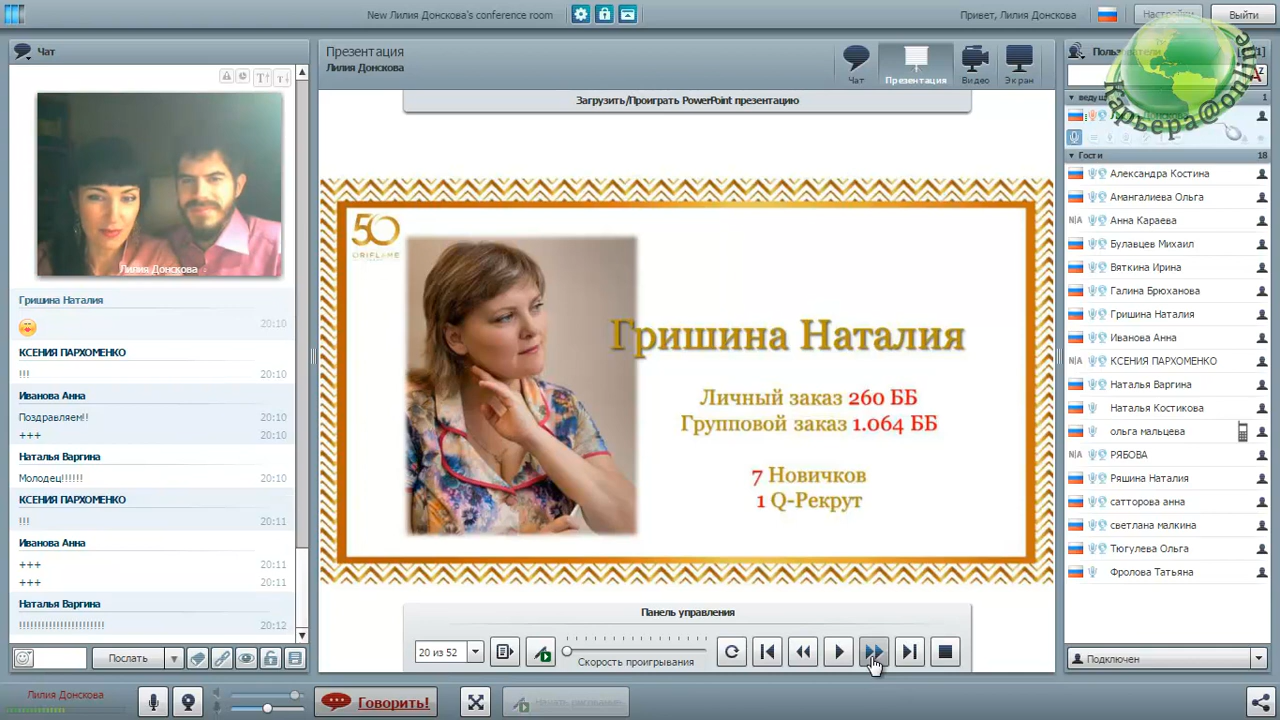 New Лилия Донскова's conference room
Привет, Лилия Донскова
Настройки
Выйти
Чат
Лилия Донскова
Гришина Наталия
20:10
КСЕНИЯ ПАРХОМЕНКО
!!! 20:10
Иванова Анна
Поздравляем!! 20:10
+++ 20:10
Наталья Варгина
Молодец!!!!!! 20:10
КСЕНИЯ ПАРХОМЕНКО
!!! 20:11
Иванова Анна
+++ 20:11
+++ 20:11
Наталья Варгина
!!!!!!!!!!!!!!!!!!!!!!! 20:12
Послать
Презентация
Лилия Донскова
Чат
Презентация
Видео
Экран
Загрузить/Проиграть PowerPoint презентацию
50
ORIFLAME
Гришина Наталия
Личный заказ 260 ББ
Групповой заказ 1.064 ББ
7 Новичков
1 Q-Рекрут
Панель управления
20 из 52
Скорость проигрывания
Карьера@online
ведущ 1
Гости 18
Александра Костина
Амангалиева Ольга
N/A Анна Караева
Булавцев Михаил
Вяткина Ирина
Галина Брюханова
Гришина Наталия
Иванова Анна
N/A КСЕНИЯ ПАРХОМЕНКО
Наталья Варгина
Наталья Костикова
ольга мальцева
N/A РЯБОВА
Ряшина Наталия
сатторова анна
светлана малкина
Тюгулева Ольга
Фролова Татьяна
Подключен
Лилия Донскова
Говорить!
Начать рисование